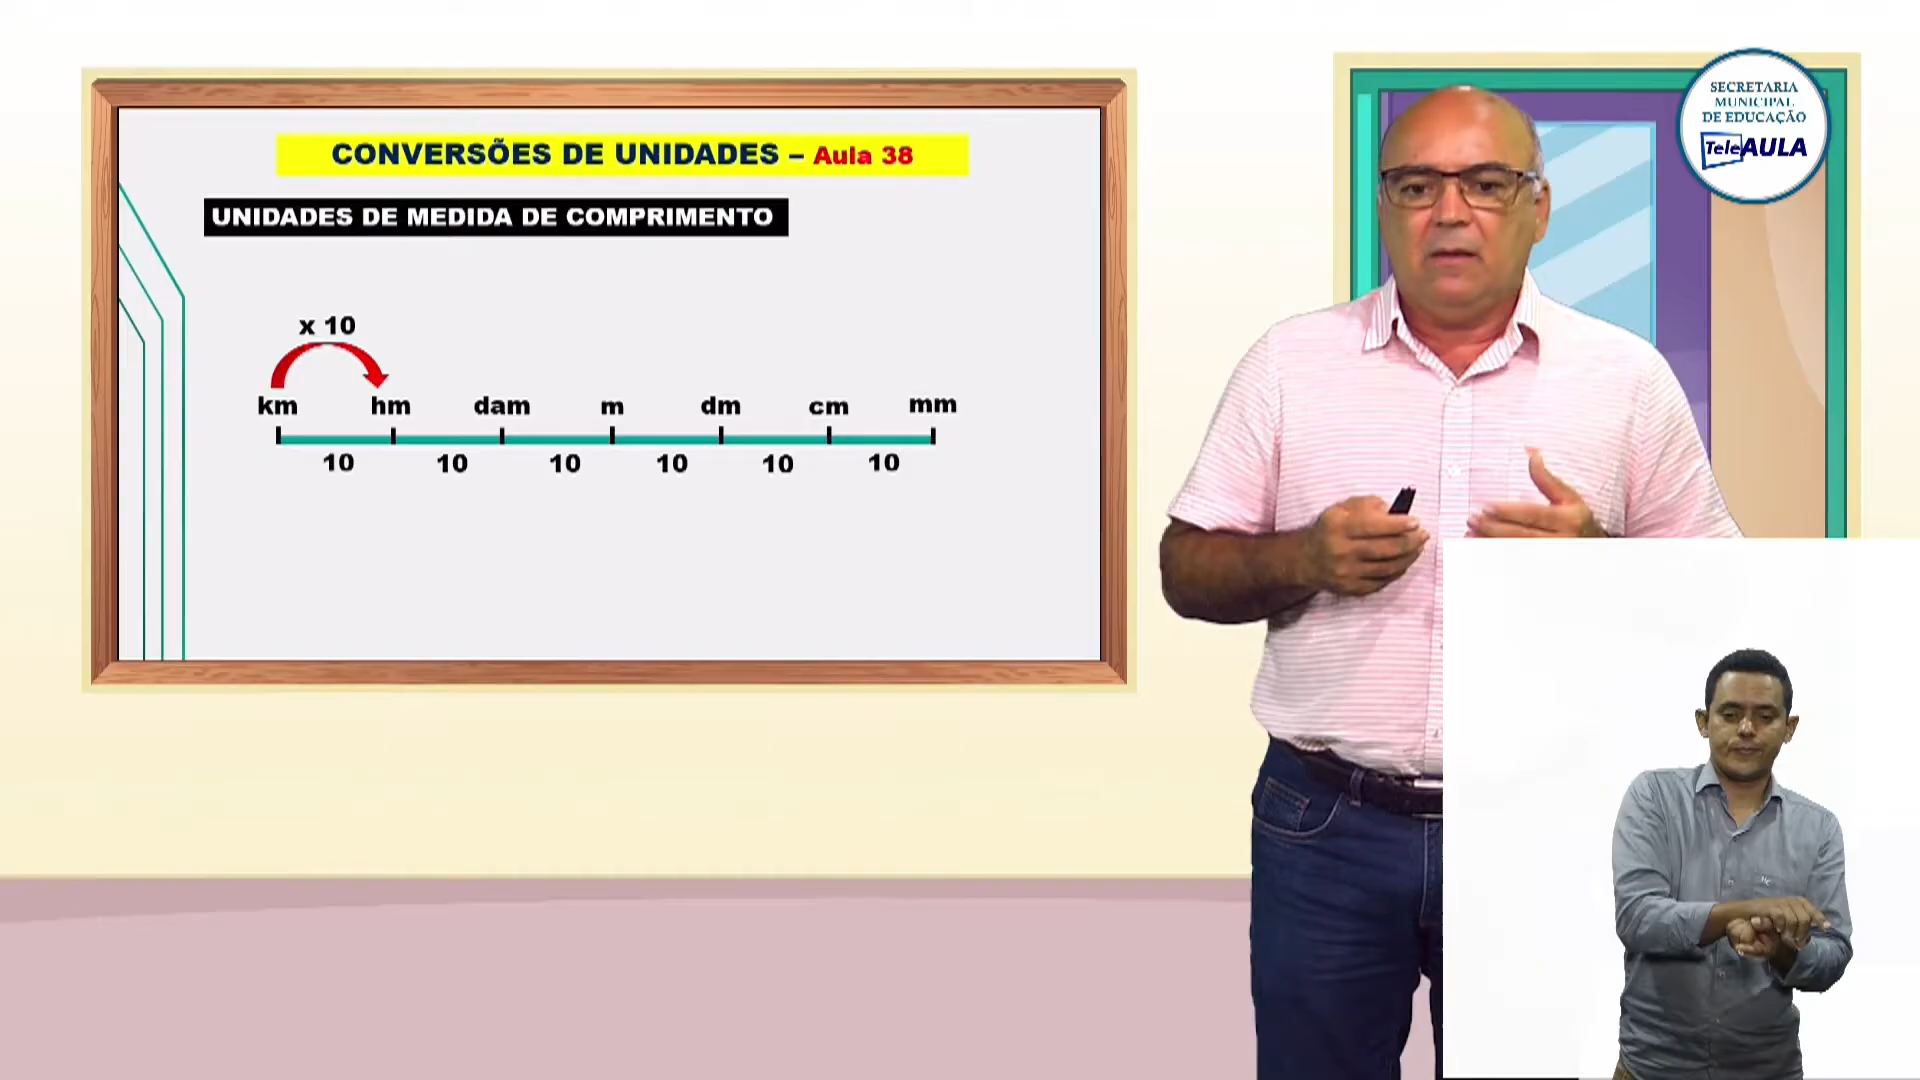 CONVERSÕES DE UNIDADES – Aula 38
UNIDADES DE MEDIDA DE COMPRIMENTO
x 10
km hm dam m dm cm mm
10 10 10 10 10 10
SECRETARIA
MUNICIPAL
DE EDUCAÇÃO
TeleAULA